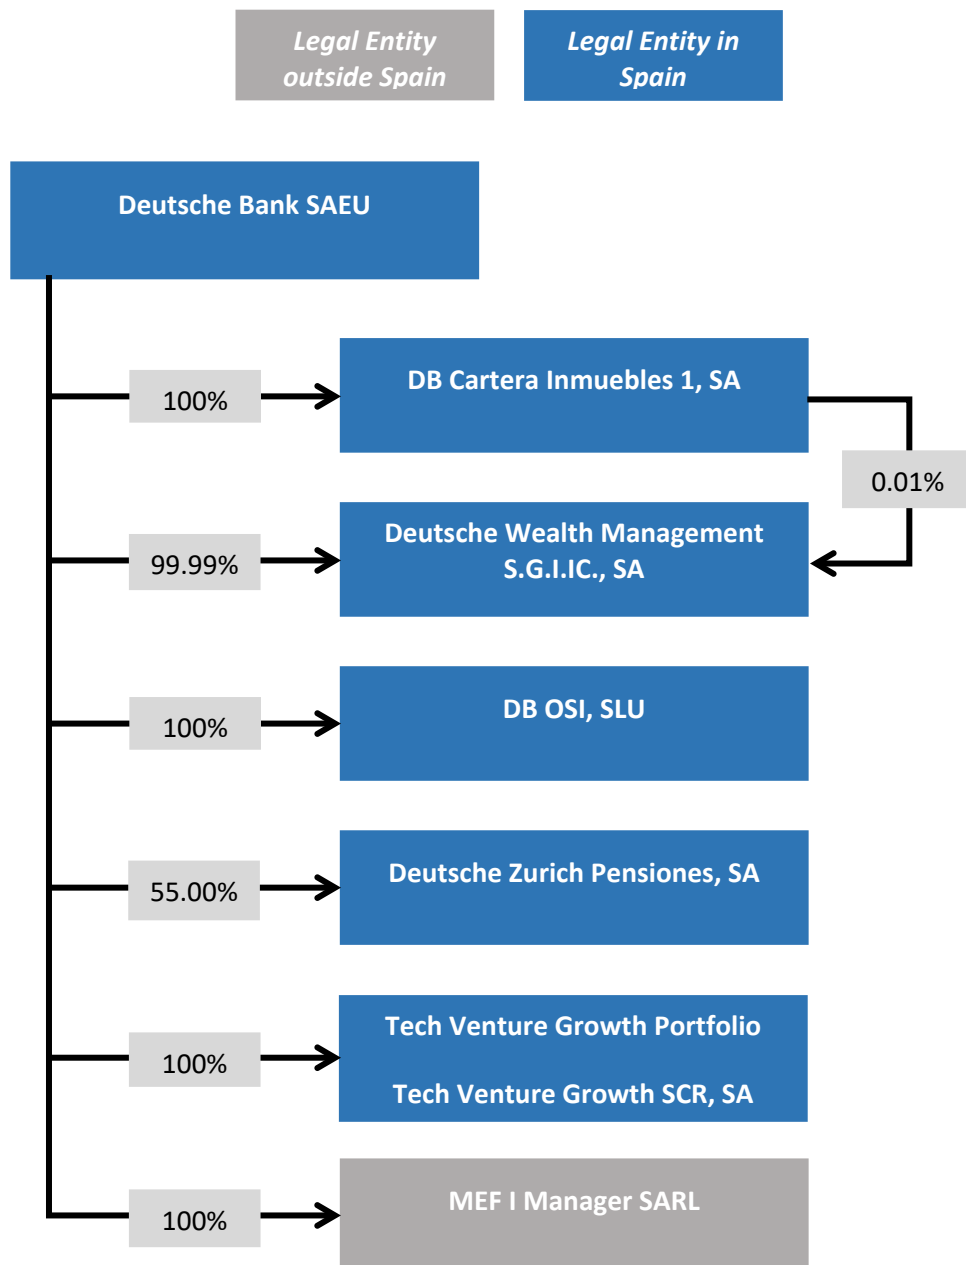 Legal Entity
outside Spain
Legal Entity in
Spain
Deutsche Bank SAEU
100%
DB Cartera Inmuebles 1, SA
0.01%
99.99%
Deutsche Wealth Management
S.G.I.IC., SA
100%
DB OSI, SLU
55.00%
Deutsche Zurich Pensiones, SA
100%
Tech Venture Growth Portfolio
Tech Venture Growth SCR, SA
100%
MEF I Manager SARL